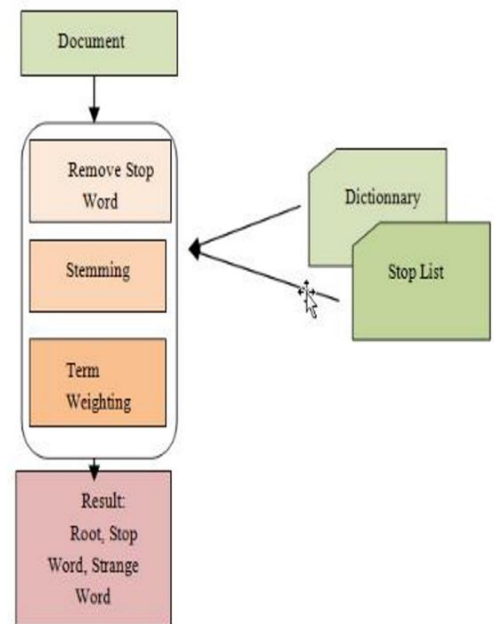 Document
Remove Stop
Word
Stemming
Term
Weighting
Dictionnary
Stop List
Result:
Root, Stop
Word, Strange
Word